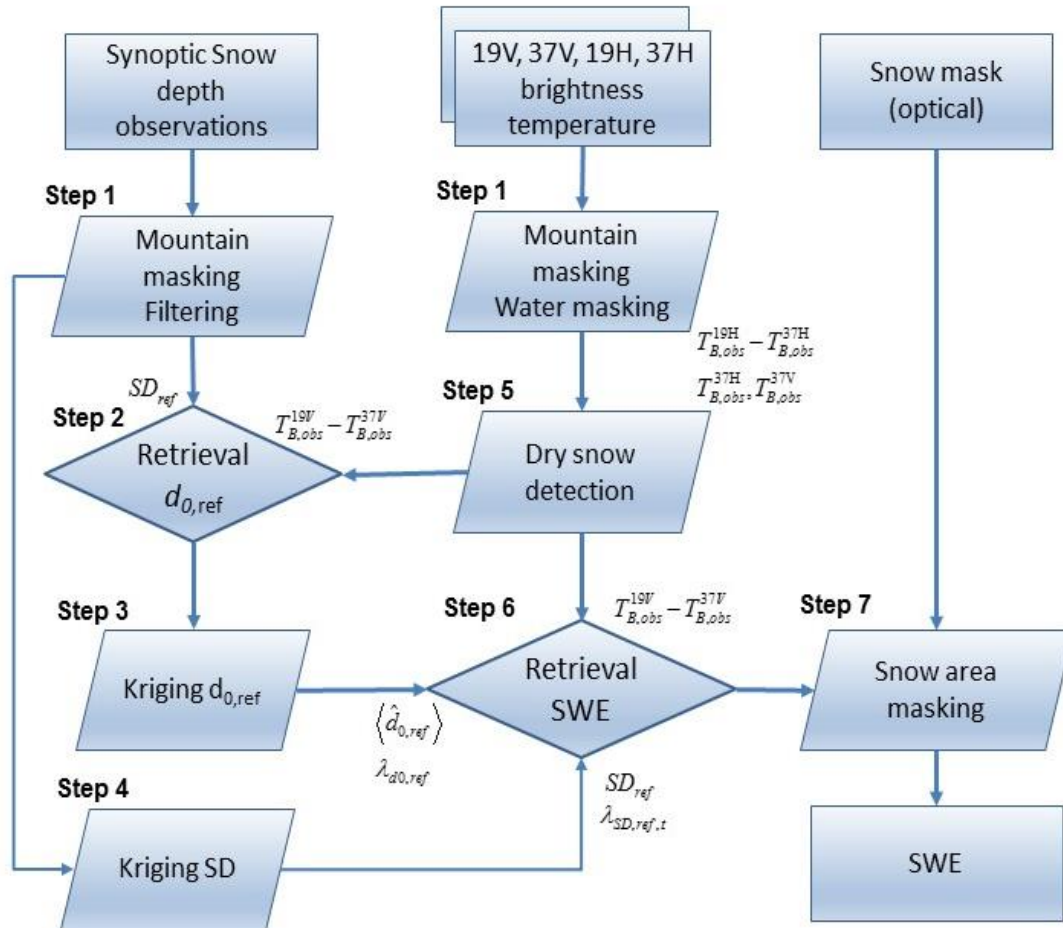 Synoptic Snow
depth
observations
19V, 37V, 19H, 37H
brightness
temperature
Snow mask
(optical)
Step 1
Mountain
masking
Filtering
Step 1
Mountain
masking
Water masking
T_{B,obs}^{19H} − T_{B,obs}^{37H}
T_{B,obs}^{37H}, T_{B,obs}^{37V}
SD_{ref}
Step 2
T_{B,obs}^{19V} − T_{B,obs}^{37V}
Retrieval
d_{0,ref}
Step 5
Dry snow
detection
Step 3
Kriging d_{0,ref}
⟨d̂_{0,ref}⟩
λ_{d0,ref}
Step 6
T_{B,obs}^{19V} − T_{B,obs}^{37V}
Retrieval
SWE
Step 7
Snow area
masking
Step 4
Kriging SD
SD_{ref}
λ_{SD,ref,t}
SWE